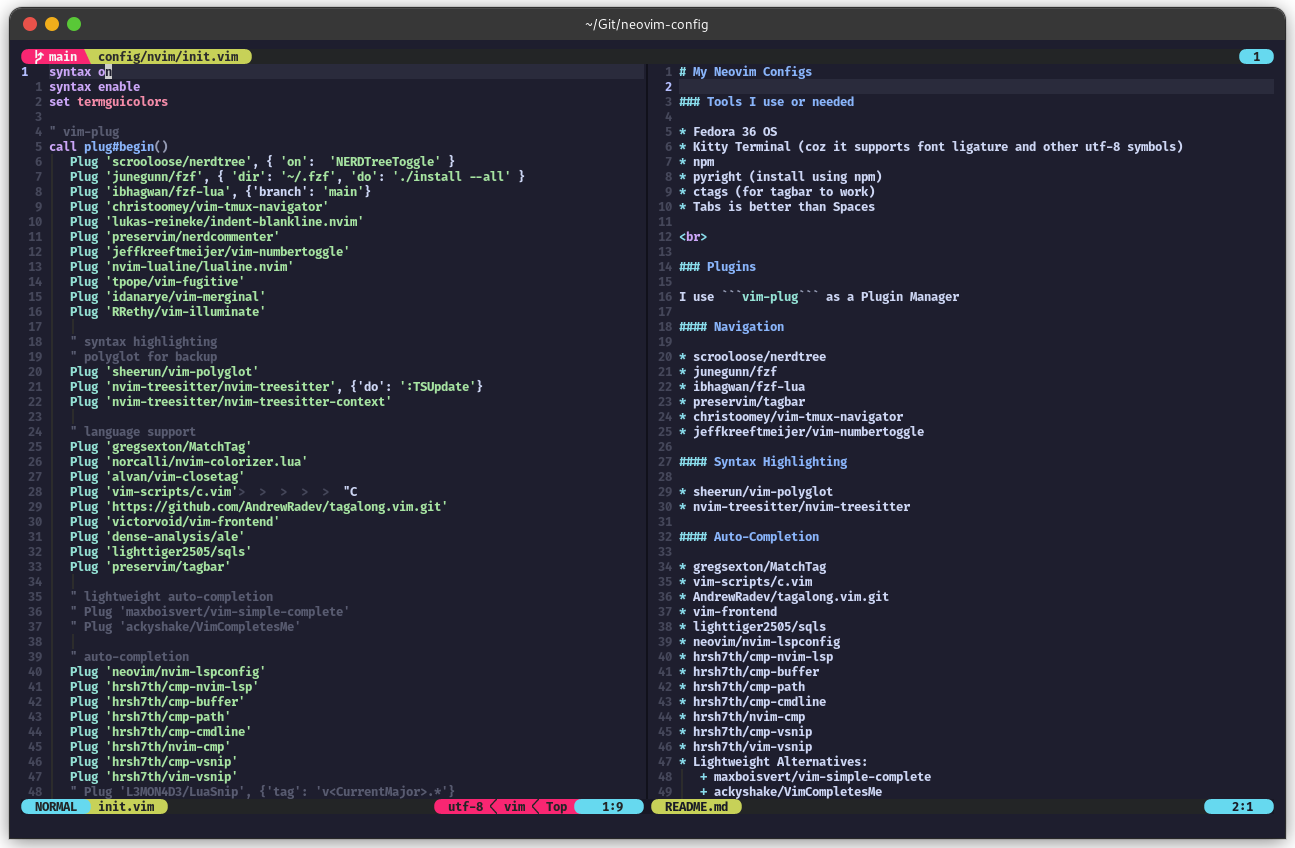 ~/Git/neovim-config
main config/nvim/init.vim
1
1 syntax on
1 syntax enable
2 set termguicolors
3
4 " vim-plug
5 call plug#begin()
6 Plug 'scrooloose/nerdtree', { 'on':  'NERDTreeToggle' }
7 Plug 'junegunn/fzf', { 'dir': '~/.fzf', 'do': './install --all' }
8 Plug 'ibhagwan/fzf-lua', {'branch': 'main'}
9 Plug 'christoomey/vim-tmux-navigator'
10 Plug 'lukas-reineke/indent-blankline.nvim'
11 Plug 'preservim/nerdcommenter'
12 Plug 'jeffkreeftmeijer/vim-numbertoggle'
13 Plug 'nvim-lualine/lualine.nvim'
14 Plug 'tpope/vim-fugitive'
15 Plug 'idanarye/vim-merginal'
16 Plug 'RRethy/vim-illuminate'
17
18 " syntax highlighting
19 " polyglot for backup
20 Plug 'sheerun/vim-polyglot'
21 Plug 'nvim-treesitter/nvim-treesitter', {'do': ':TSUpdate'}
22 Plug 'nvim-treesitter/nvim-treesitter-context'
23
24 " language support
25 Plug 'gregsexton/MatchTag'
26 Plug 'norcalli/nvim-colorizer.lua'
27 Plug 'alvan/vim-closetag'
28 Plug 'vim-scripts/c.vim'> > > > > "C
29 Plug 'https://github.com/AndrewRadev/tagalong.vim.git'
30 Plug 'victorvoid/vim-frontend'
31 Plug 'dense-analysis/ale'
32 Plug 'lighttiger2505/sqls'
33 Plug 'preservim/tagbar'
34
35 " lightweight auto-completion
36 " Plug 'maxboisvert/vim-simple-complete'
37 " Plug 'ackyshake/VimCompletesMe'
38
39 " auto-completion
40 Plug 'neovim/nvim-lspconfig'
41 Plug 'hrsh7th/cmp-nvim-lsp'
42 Plug 'hrsh7th/cmp-buffer'
43 Plug 'hrsh7th/cmp-path'
44 Plug 'hrsh7th/cmp-cmdline'
45 Plug 'hrsh7th/nvim-cmp'
46 Plug 'hrsh7th/cmp-vsnip'
47 Plug 'hrsh7th/vim-vsnip'
48 " Plug 'L3MON4D3/LuaSnip', {'tag': 'v<CurrentMajor>.*'}
NORMAL init.vim utf-8 vim Top 1:9
1 # My Neovim Configs
2
3 ### Tools I use or needed
4
5 * Fedora 36 OS
6 * Kitty Terminal (coz it supports font ligature and other utf-8 symbols)
7 * npm
8 * pyright (install using npm)
9 * ctags (for tagbar to work)
10 * Tabs is better than Spaces
11
12 <br>
13
14 ### Plugins
15
16 I use ```vim-plug``` as a Plugin Manager
17
18 #### Navigation
19
20 * scrooloose/nerdtree
21 * junegunn/fzf
22 * ibhagwan/fzf-lua
23 * preservim/tagbar
24 * christoomey/vim-tmux-navigator
25 * jeffkreeftmeijer/vim-numbertoggle
26
27 #### Syntax Highlighting
28
29 * sheerun/vim-polyglot
30 * nvim-treesitter/nvim-treesitter
31
32 #### Auto-Completion
33
34 * gregsexton/MatchTag
35 * vim-scripts/c.vim
36 * AndrewRadev/tagalong.vim.git
37 * vim-frontend
38 * lighttiger2505/sqls
39 * neovim/nvim-lspconfig
40 * hrsh7th/cmp-nvim-lsp
41 * hrsh7th/cmp-buffer
42 * hrsh7th/cmp-path
43 * hrsh7th/cmp-cmdline
44 * hrsh7th/nvim-cmp
45 * hrsh7th/cmp-vsnip
46 * hrsh7th/vim-vsnip
47 * Lightweight Alternatives:
48 + maxboisvert/vim-simple-complete
49 + ackyshake/VimCompletesMe
README.md 2:1